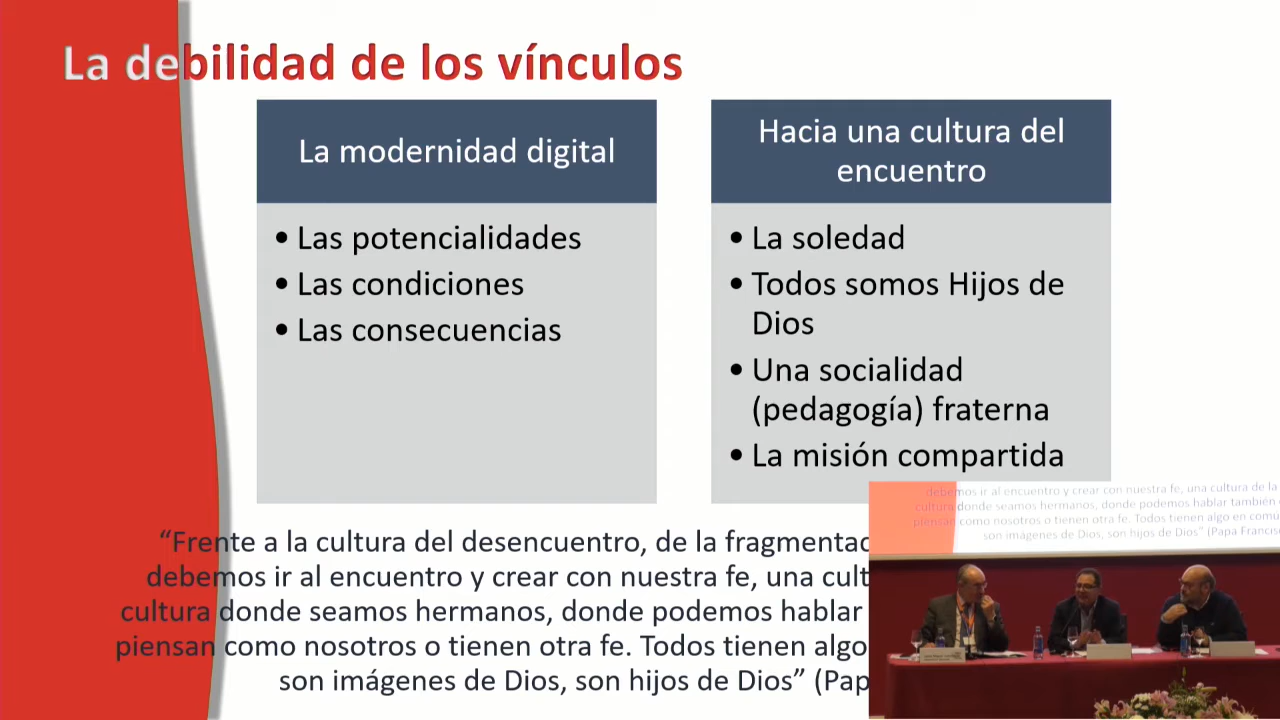 La debilidad de los vínculos
La modernidad digital
• Las potencialidades
• Las condiciones
• Las consecuencias
Hacia una cultura del
encuentro
• La soledad
• Todos somos Hijos de
Dios
• Una socialidad
(pedagogía) fraterna
• La misión compartida
“Frente a la cultura del desencuentro, de la fragmentac
debemos ir al encuentro y crear con nuestra fe, una cult
cultura donde seamos hermanos, donde podemos hablar
piensan como nosotros o tienen otra fe. Todos tienen algo
son imágenes de Dios, son hijos de Dios” (Pap
debemos ir al encuentro y crear con nuestra fe, una cultura de la
cultura donde seamos hermanos, donde podemos hablar también
piensan como nosotros o tienen otra fe. Todos tienen algo en comú
son imágenes de Dios, son hijos de Dios” (Papa Francis